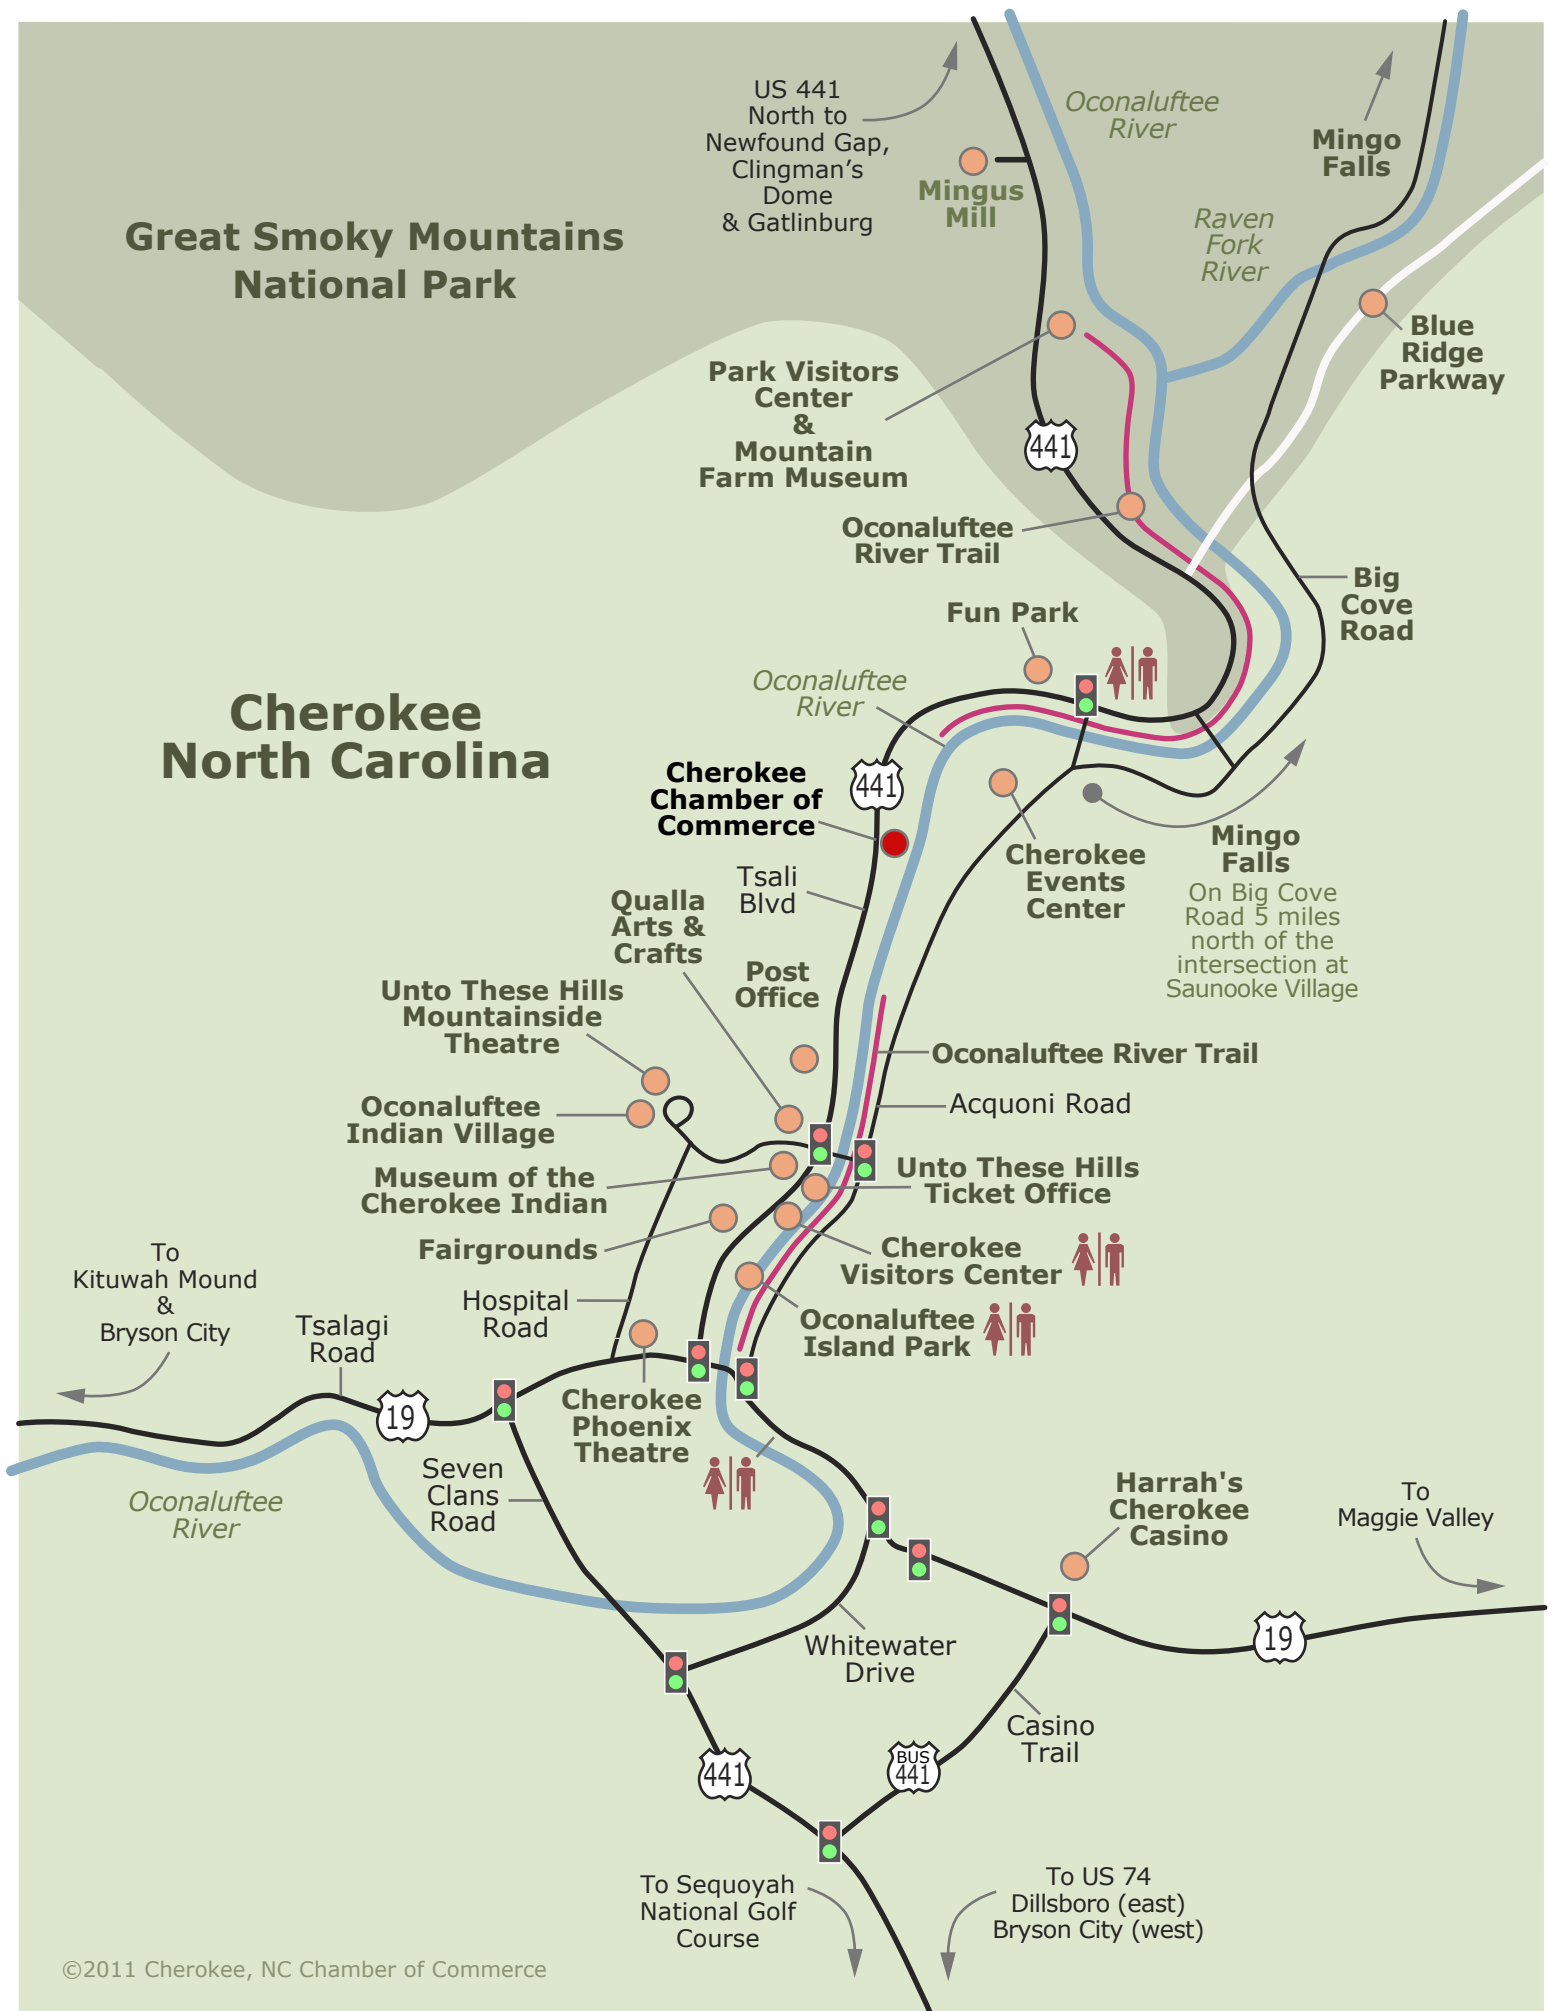 US 441
North to
Newfound Gap,
Clingman's
Dome
& Gatlinburg
Oconaluftee
River
Mingo
Falls
Mingus
Mill
Raven
Fork
River
Great Smoky Mountains
National Park
Blue
Ridge
Parkway
Park Visitors
Center
&
Mountain
Farm Museum
441
Oconaluftee
River Trail
Big
Cove
Road
Fun Park
Oconaluftee
River
Cherokee
North Carolina
441
Cherokee
Chamber of
Commerce
Mingo
Falls
On Big Cove
Road 5 miles
north of the
intersection at
Saunooke Village
Cherokee
Events
Center
Tsali
Blvd
Qualla
Arts &
Crafts
Post
Office
Unto These Hills
Mountainside
Theatre
Oconaluftee River Trail
Acquoni Road
Oconaluftee
Indian Village
Museum of the
Cherokee Indian
Unto These Hills
Ticket Office
Fairgrounds
Cherokee
Visitors Center
To
Kituwah Mound
&
Bryson City
Tsalagi
Road
Hospital
Road
Oconaluftee
Island Park
19
Cherokee
Phoenix
Theatre
Seven
Clans
Road
Oconaluftee
River
Harrah's
Cherokee
Casino
To
Maggie Valley
19
Whitewater
Drive
Casino
Trail
441
BUS
441
To Sequoyah
National Golf
Course
To US 74
Dillsboro (east)
Bryson City (west)
©2011 Cherokee, NC Chamber of Commerce